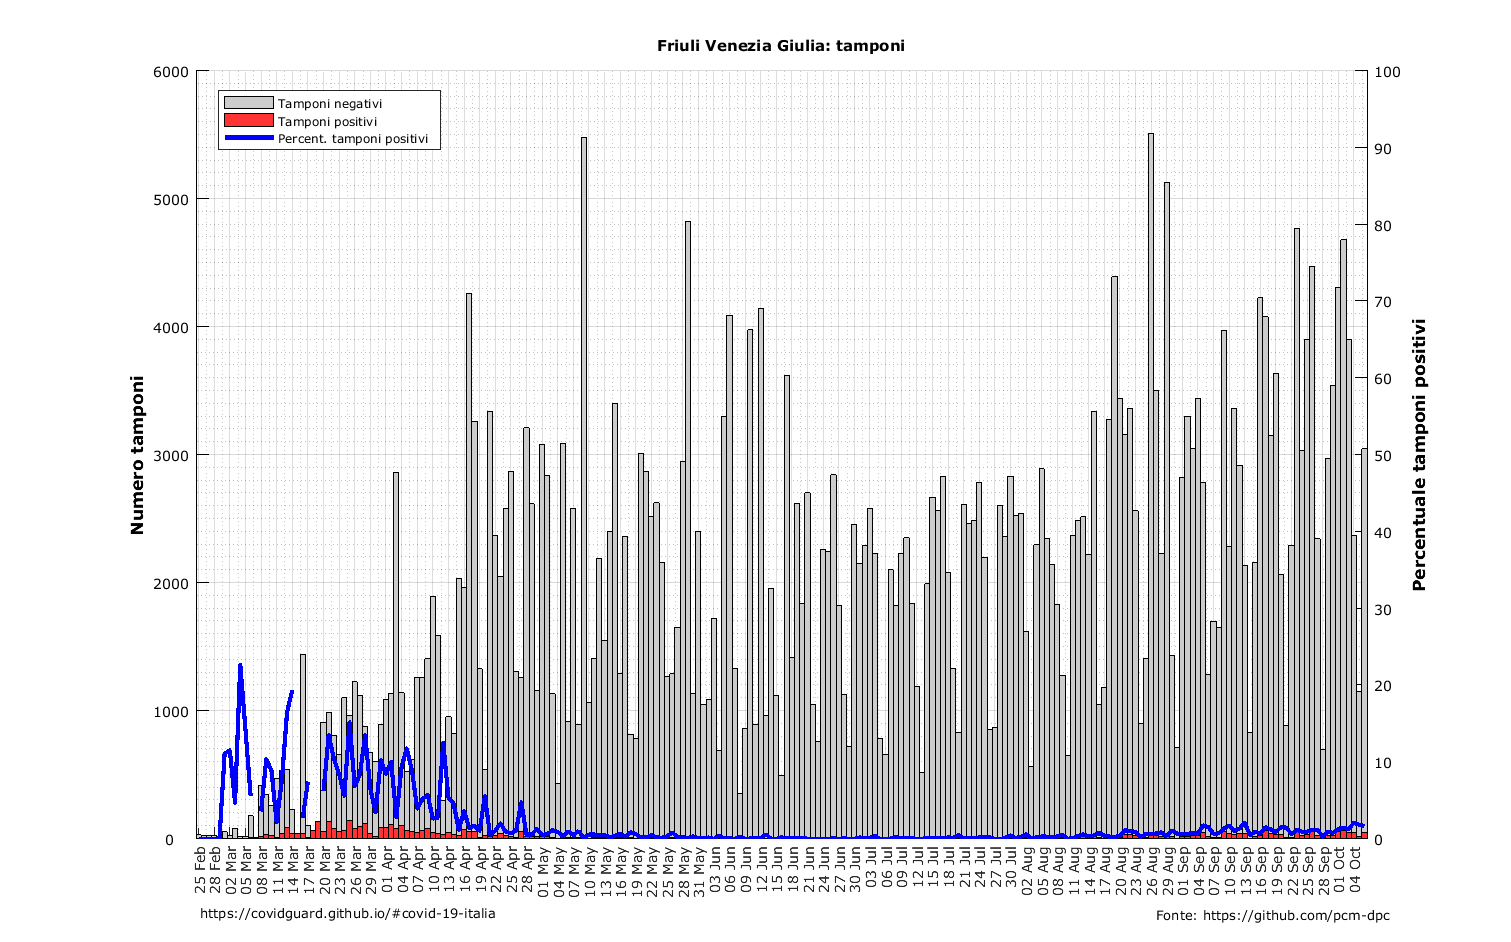 Friuli Venezia Giulia: tamponi
Tamponi negativi
Tamponi positivi
Percent. tamponi positivi
Numero tamponi
6000
5000
4000
3000
2000
1000
0
Percentuale tamponi positivi
100
90
80
70
60
50
40
30
20
10
0
25 Feb
28 Feb
02 Mar
05 Mar
08 Mar
11 Mar
14 Mar
17 Mar
20 Mar
23 Mar
26 Mar
29 Mar
01 Apr
04 Apr
07 Apr
10 Apr
13 Apr
16 Apr
19 Apr
22 Apr
25 Apr
28 Apr
01 May
04 May
07 May
10 May
13 May
16 May
19 May
22 May
25 May
28 May
31 May
03 Jun
06 Jun
09 Jun
12 Jun
15 Jun
18 Jun
21 Jun
24 Jun
27 Jun
30 Jun
03 Jul
06 Jul
09 Jul
12 Jul
15 Jul
18 Jul
21 Jul
24 Jul
27 Jul
30 Jul
02 Aug
05 Aug
08 Aug
11 Aug
14 Aug
17 Aug
20 Aug
23 Aug
26 Aug
29 Aug
01 Sep
04 Sep
07 Sep
10 Sep
13 Sep
16 Sep
19 Sep
22 Sep
25 Sep
28 Sep
01 Oct
04 Oct
https://covidguard.github.io/#covid-19-italia
Fonte: https://github.com/pcm-dpc